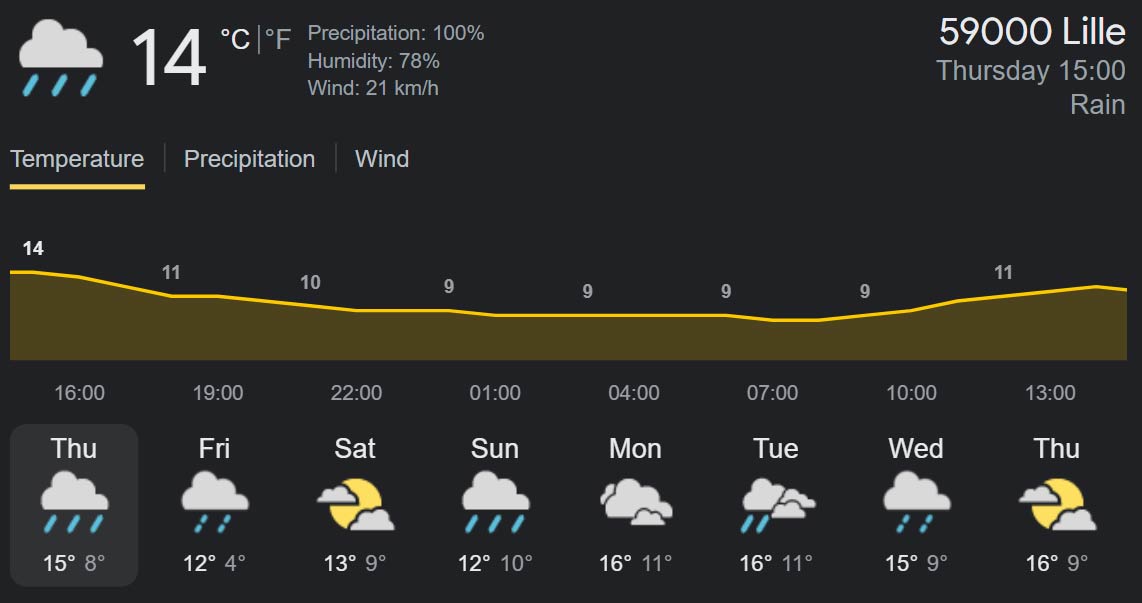 14 °C | °F
Precipitation: 100%
Humidity: 78%
Wind: 21 km/h
59000 Lille
Thursday 15:00
Rain
Temperature | Precipitation | Wind
14 11 10 9 9 9 9 11
16:00 19:00 22:00 01:00 04:00 07:00 10:00 13:00
Thu Fri Sat Sun Mon Tue Wed Thu
15° 8° 12° 4° 13° 9° 12° 10° 16° 11° 16° 11° 15° 9° 16° 9°